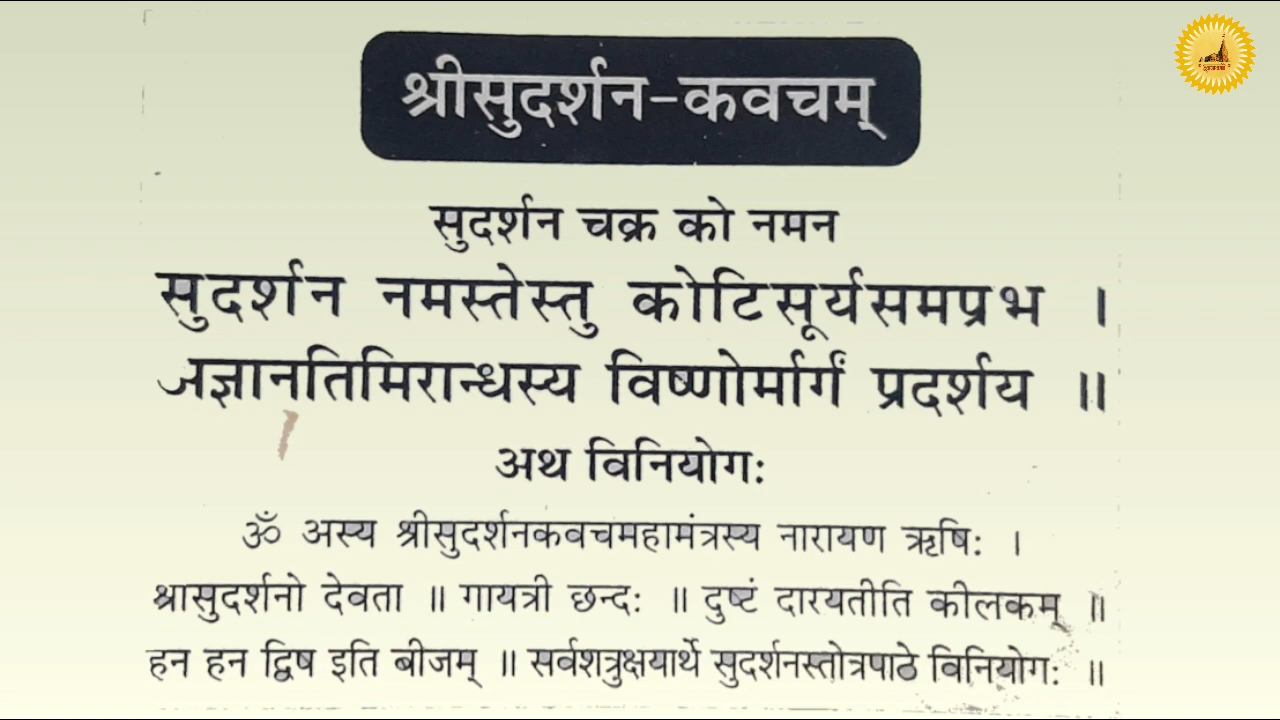 श्रीसुदर्शन-कवचम्
सुदर्शन चक्र को नमन
सुदर्शन नमस्तेस्तु कोटिसूर्यसमप्रभ ।
अज्ञानतिमिरान्धस्य विष्णोर्मार्गं प्रदर्शय ॥
अथ विनियोगः
ॐ अस्य श्रीसुदर्शनकवचमहामंत्रस्य नारायण ऋषिः ।
श्रासुदर्शनो देवता ॥ गायत्री छन्दः ॥ दुष्टं दारयतीति कीलकम् ॥
हन हन द्विष इति बीजम् ॥ सर्वशत्रुक्षयार्थे सुदर्शनस्तोत्रपाठे विनियोगः ॥